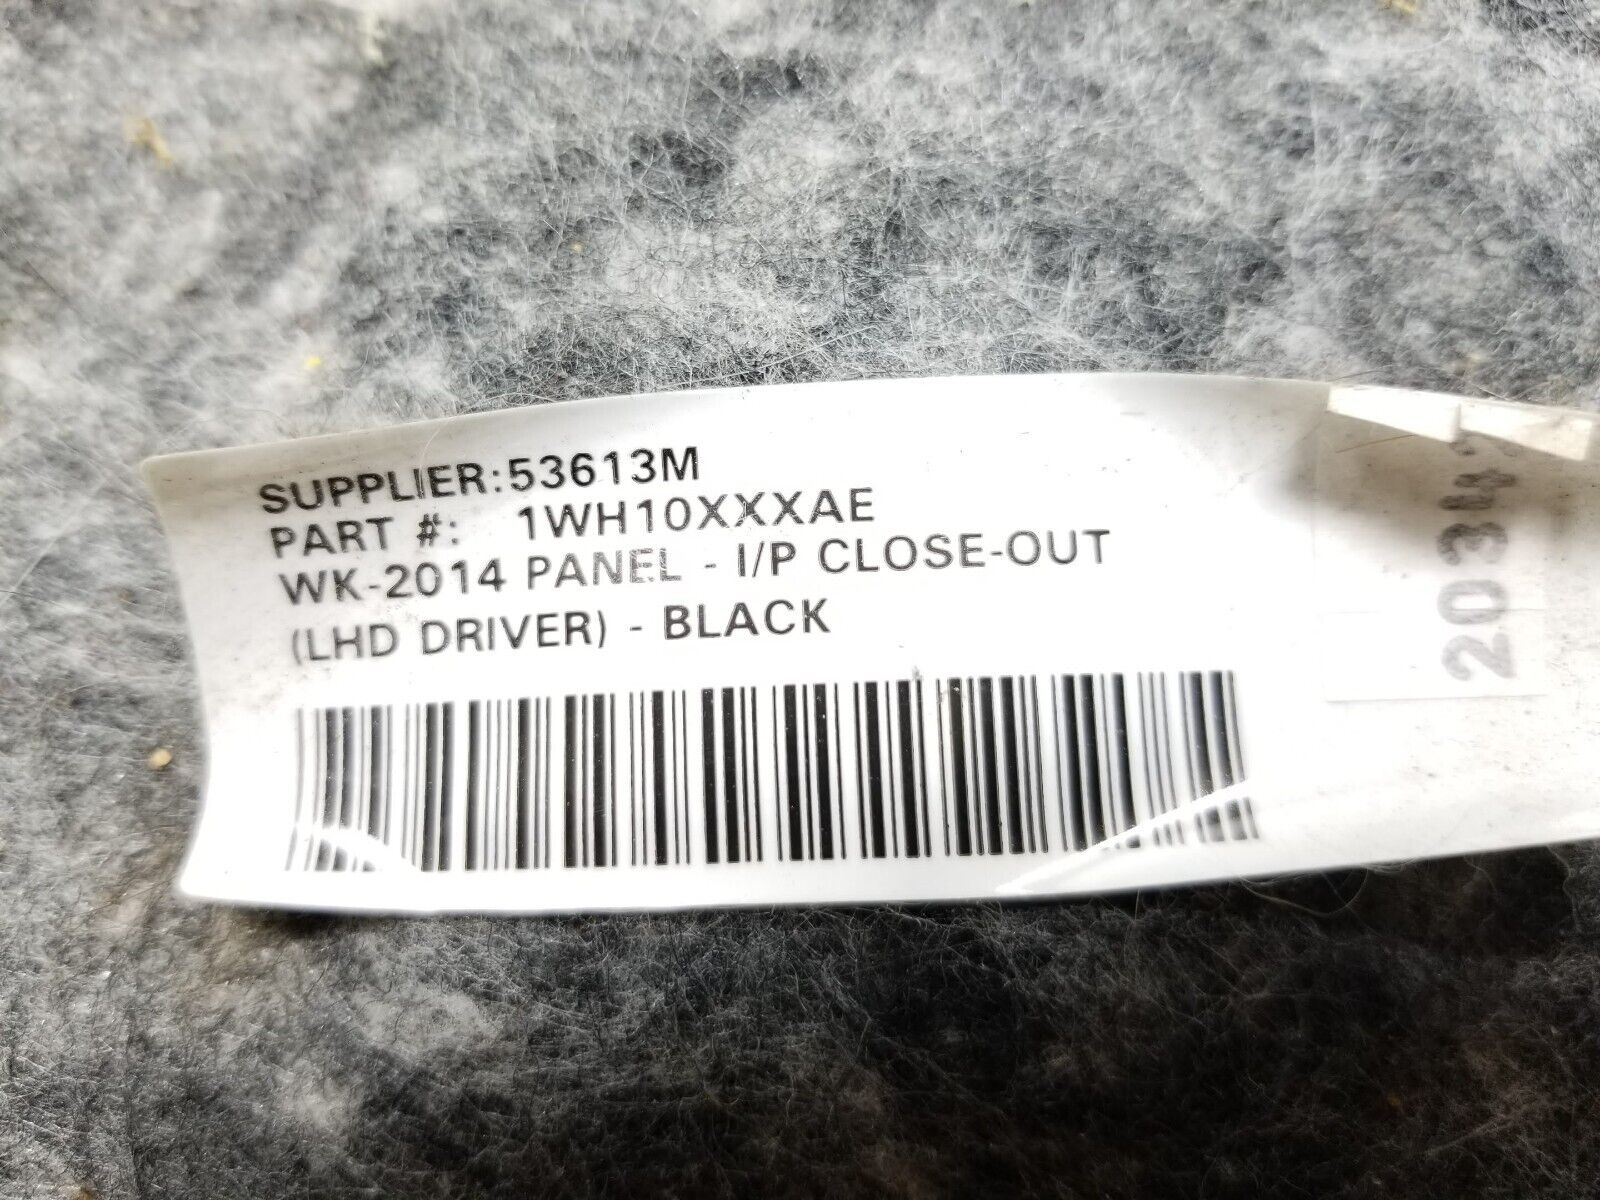 SUPPLIER:53613M
PART #: 1WH10XXXAE
WK-2014 PANEL - I/P CLOSE-OUT
(LHD DRIVER) - BLACK